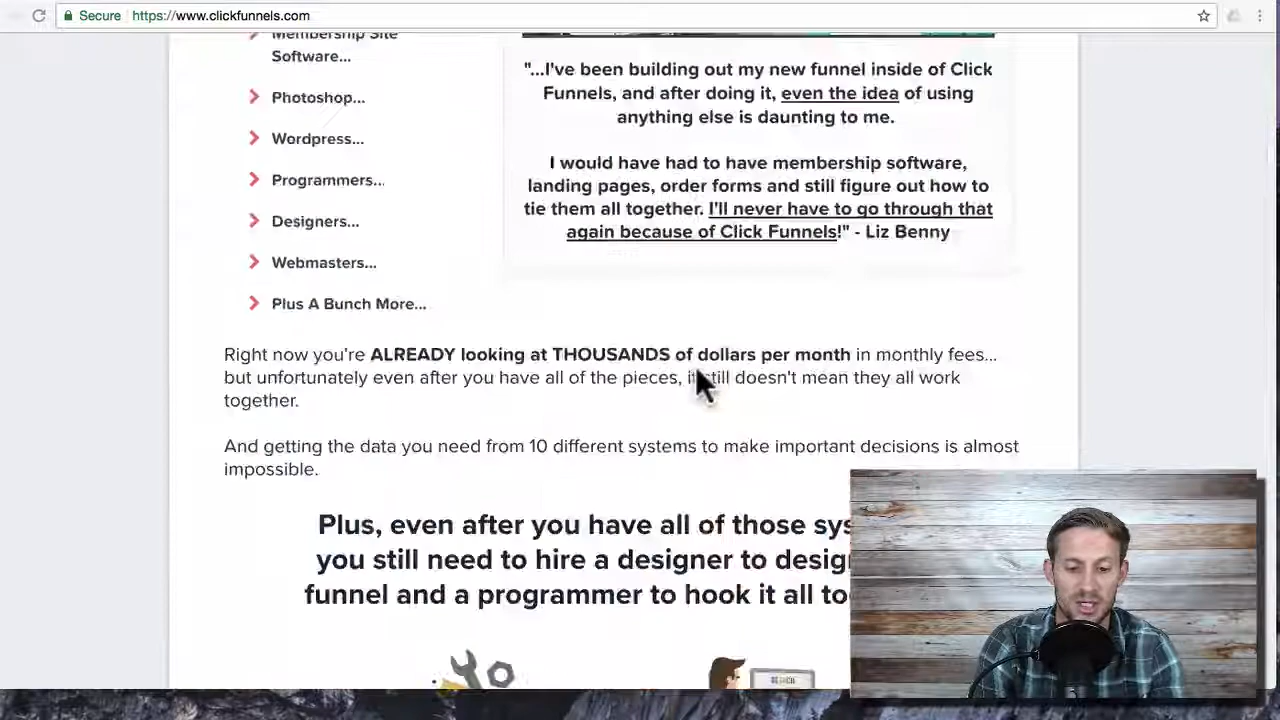 Secure https://www.clickfunnels.com
Membership Site
Software...
Photoshop...
Wordpress...
Programmers...
Designers...
Webmasters...
Plus A Bunch More...
"...I've been building out my new funnel inside of Click
Funnels, and after doing it, even the idea of using
anything else is daunting to me.
I would have had to have membership software,
landing pages, order forms and still figure out how to
tie them all together. I'll never have to go through that
again because of Click Funnels!" - Liz Benny
Right now you're ALREADY looking at THOUSANDS of dollars per month in monthly fees...
but unfortunately even after you have all of the pieces, it still doesn't mean they all work
together.
And getting the data you need from 10 different systems to make important decisions is almost
impossible.
Plus, even after you have all of those sys
you still need to hire a designer to desig
funnel and a programmer to hook it all to